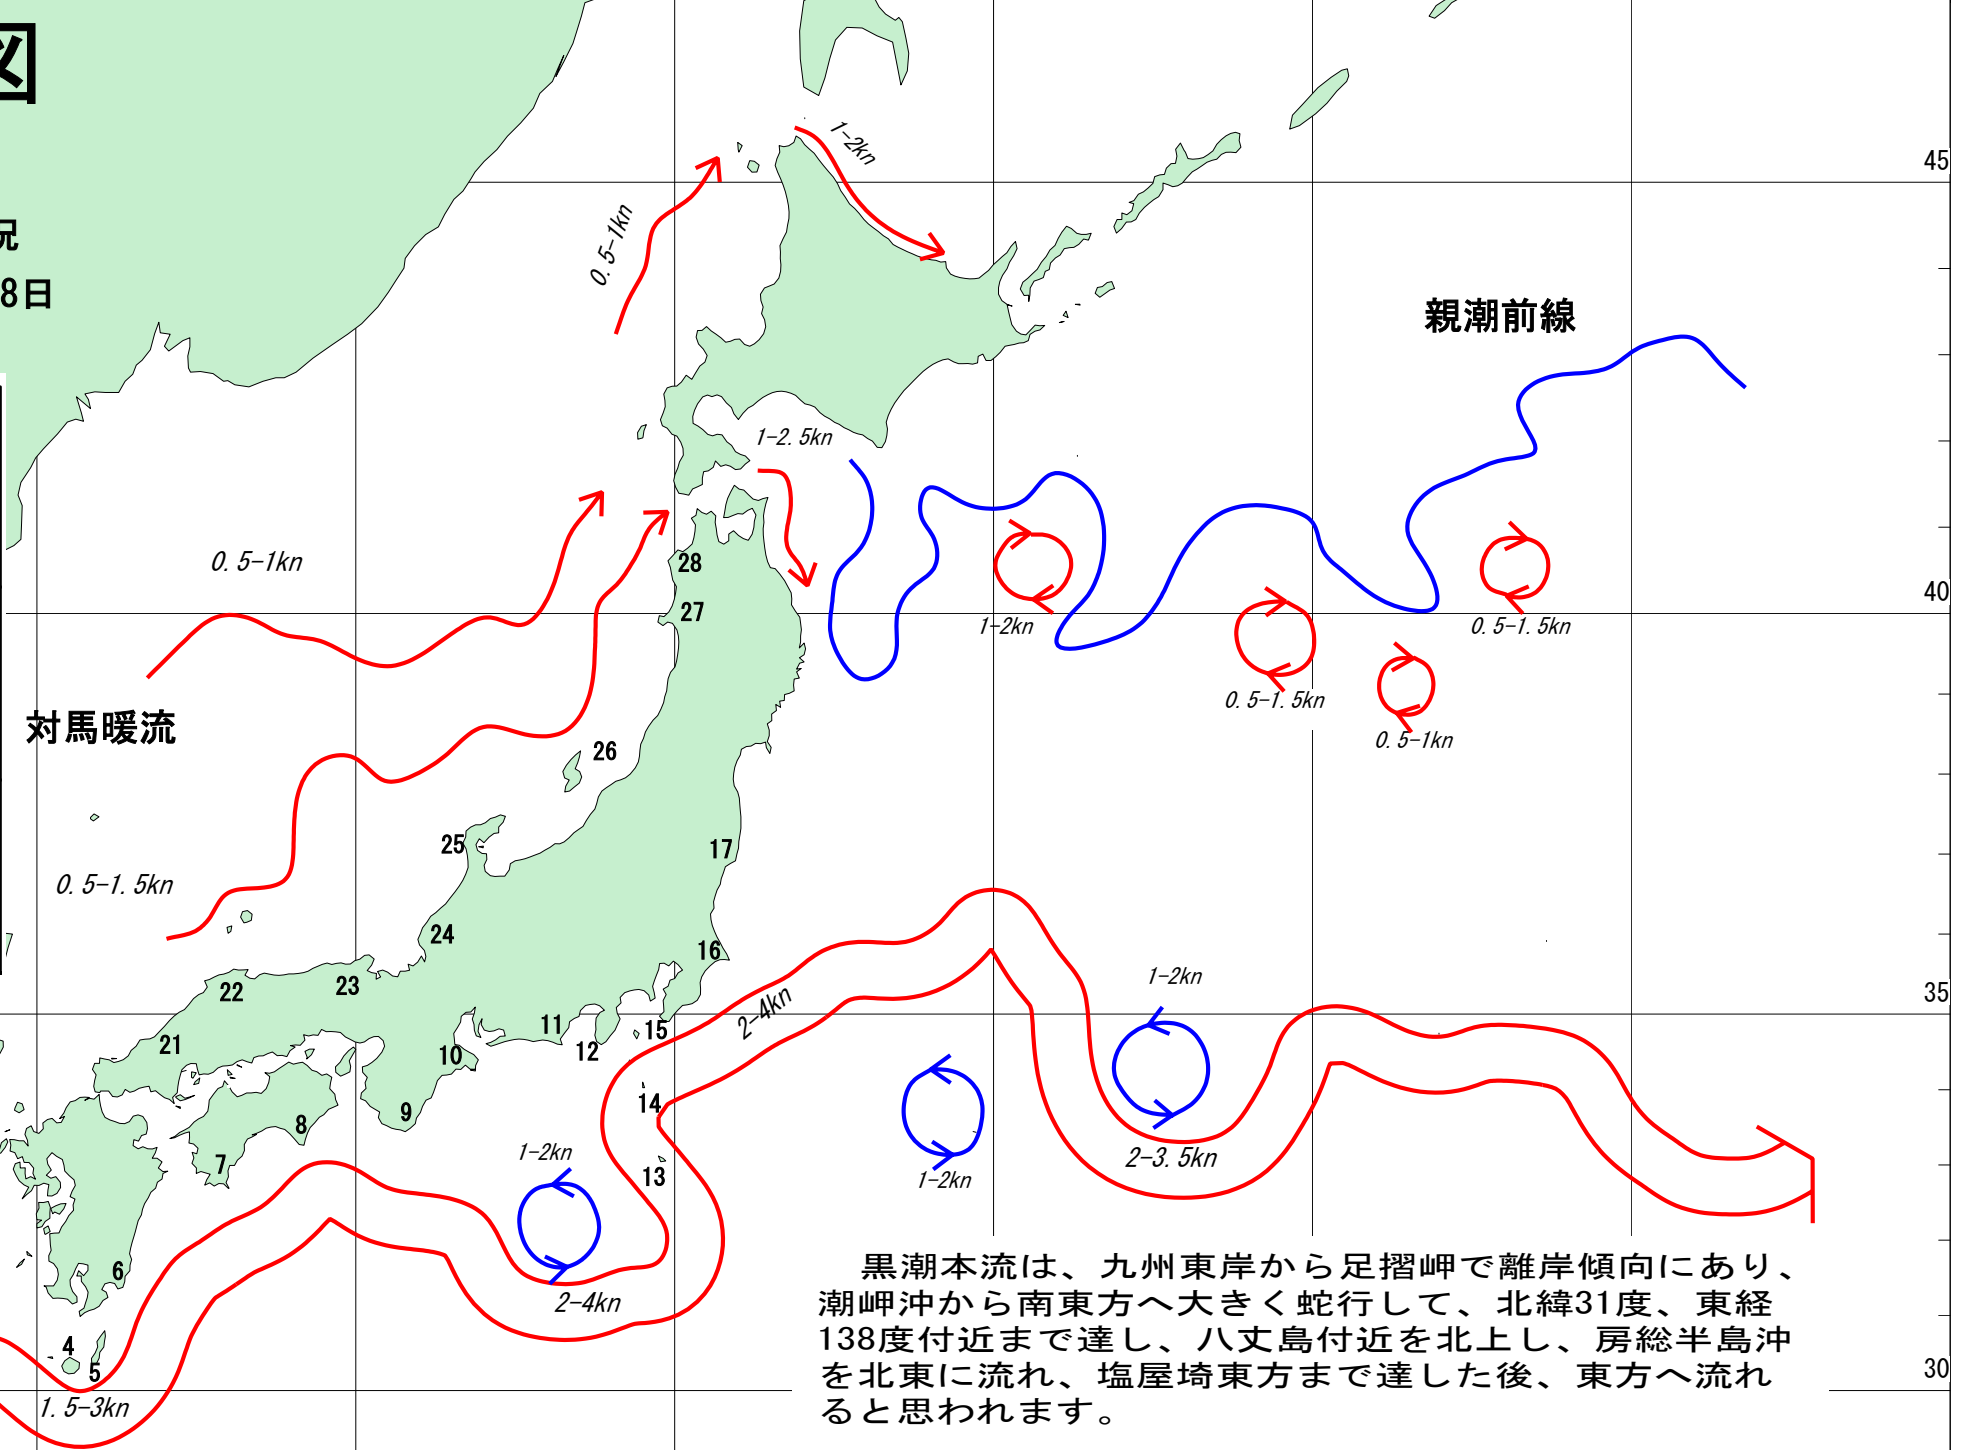 図
況
8日
1-2kn
45
0.5-1kn
親潮前線
1-2.5kn
0.5-1kn
28
40
27
1-2kn
0.5-1.5kn
0.5-1.5kn
対馬暖流
0.5-1kn
26
25
17
0.5-1.5kn
24
16
1-2kn
23
22
35
2-4kn
11
15
21
12
10
14
9
8
1-2kn
2-3.5kn
7
13
1-2kn
6
2-4kn
黒潮本流は、九州東岸から足摺岬で離岸傾向にあり、
潮岬沖から南東方へ大きく蛇行して、北緯31度、東経
138度付近まで達し、八丈島付近を北上し、房総半島沖
を北東に流れ、塩屋埼東方まで達した後、東方へ流れ
ると思われます。
4
5
30
1.5-3kn